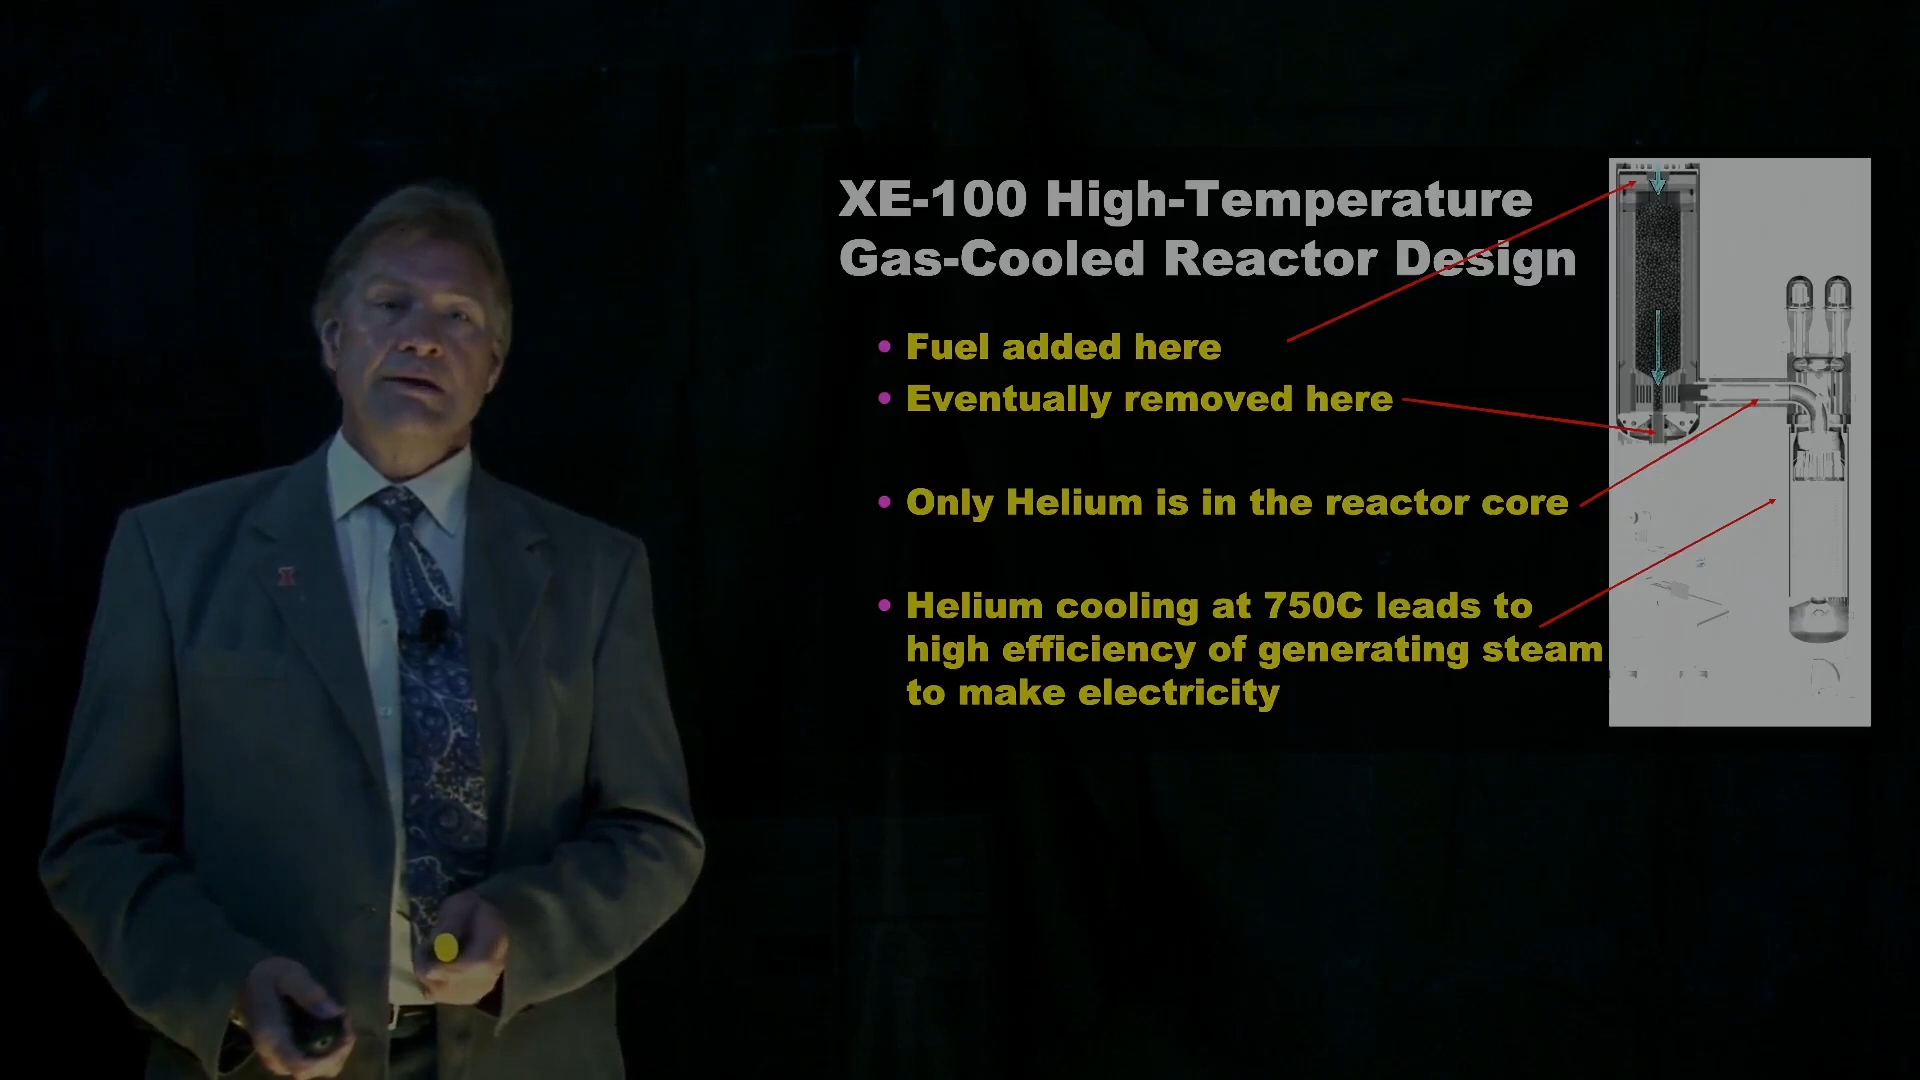 XE-100 High-Temperature
Gas-Cooled Reactor Design
• Fuel added here
• Eventually removed here
• Only Helium is in the reactor core
• Helium cooling at 750C leads to
high efficiency of generating steam
to make electricity